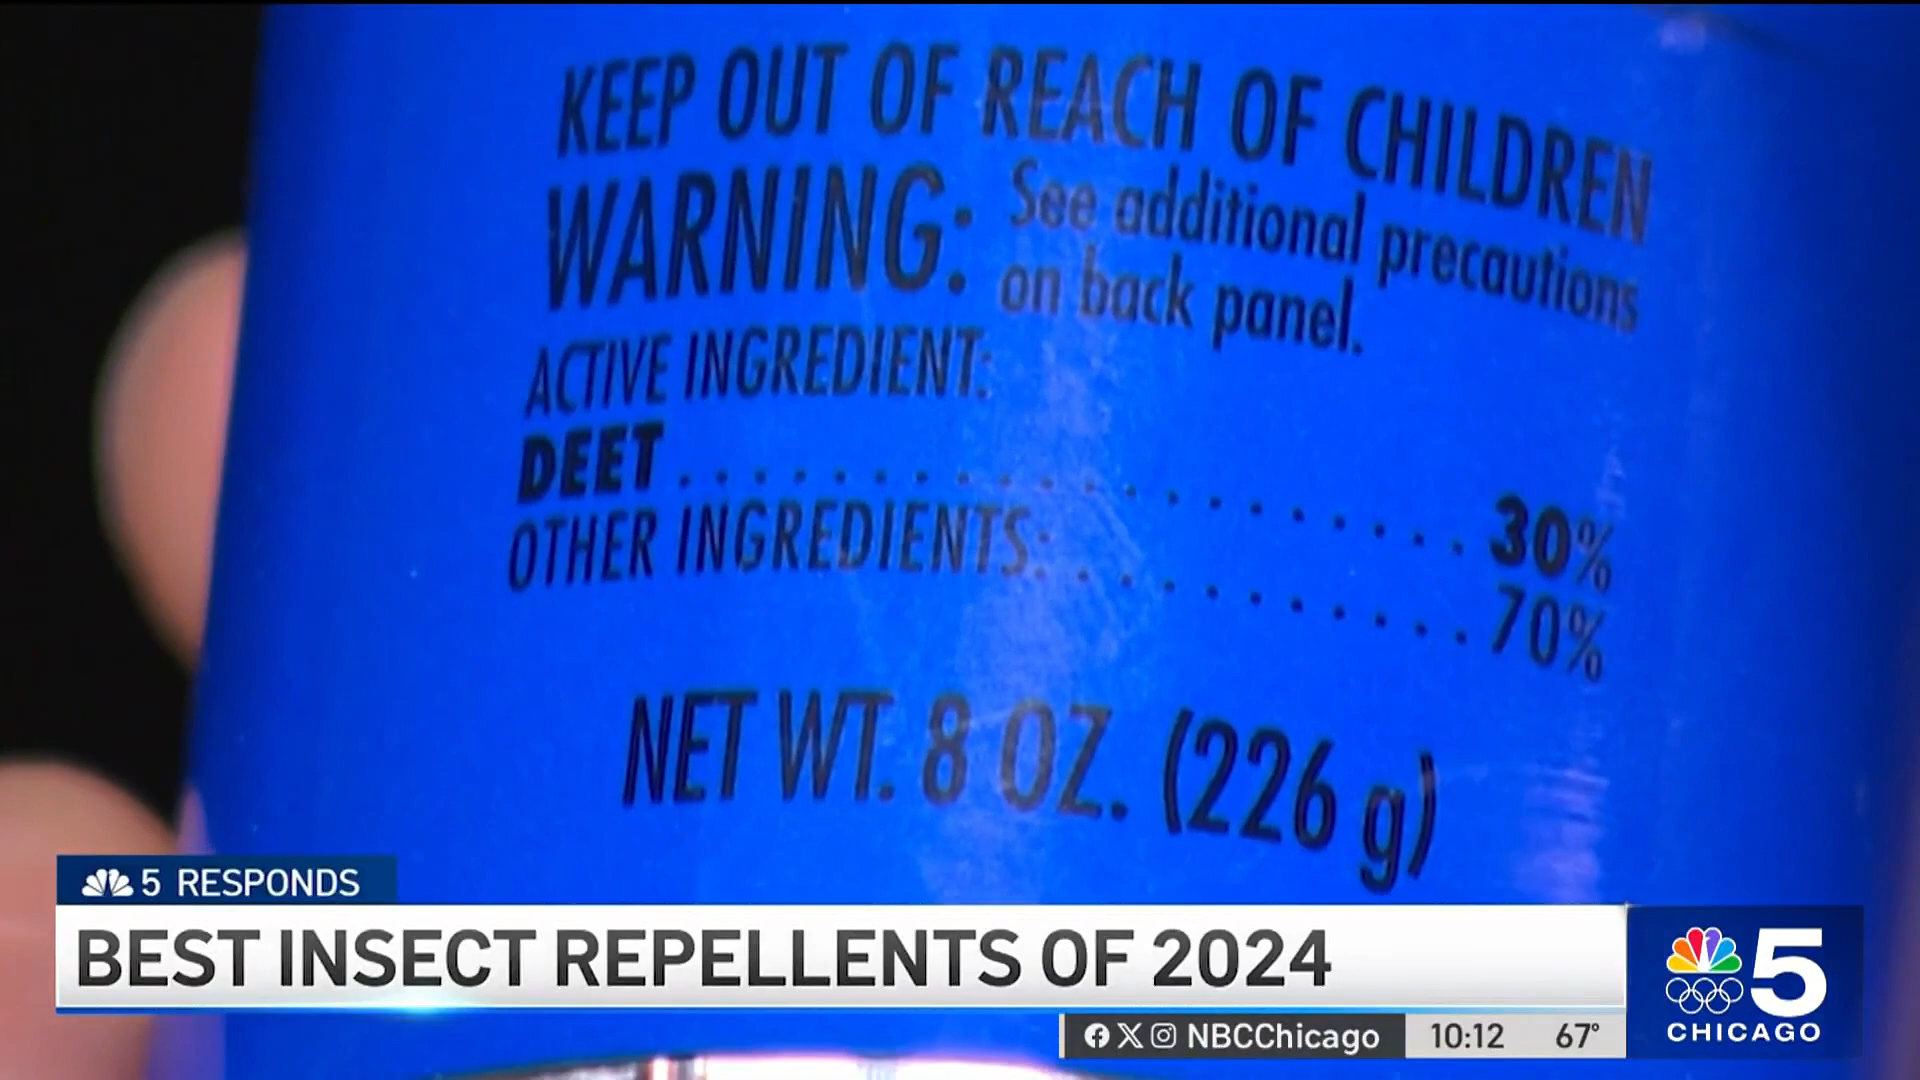 KEEP OUT OF REACH OF CHILDREN
WARNING: See additional precautions
on back panel.
ACTIVE INGREDIENT:
DEET . . . . . . . . . . . . . . . . . . . . . 30%
OTHER INGREDIENTS: . . . . . . . . . . . 70%
NET WT. 8 OZ. (226 g)
5 RESPONDS
BEST INSECT REPELLENTS OF 2024
5
CHICAGO
NBCChicago 10:12 67°